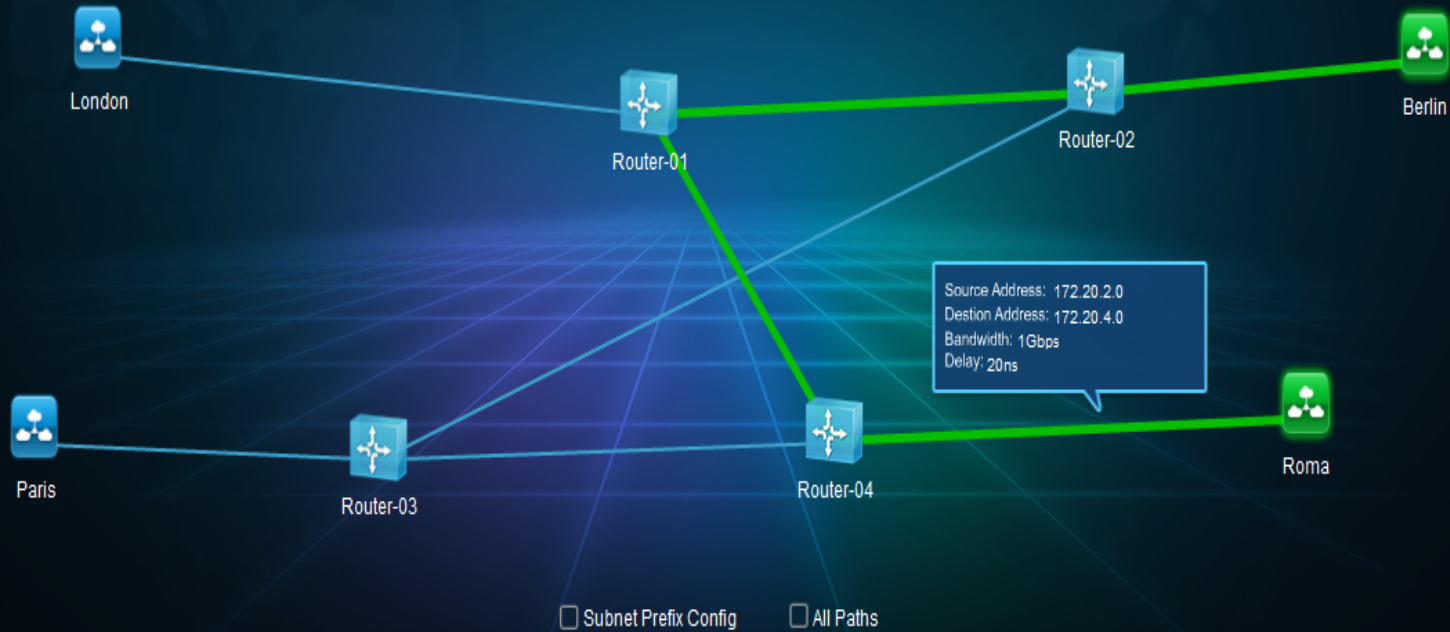 London
Berlin
Router-01
Router-02
Source Address: 172.20.2.0
Destion Address: 172.20.4.0
Bandwidth: 1Gbps
Delay: 20ns
Paris
Router-03
Router-04
Roma
Subnet Prefix Config
All Paths